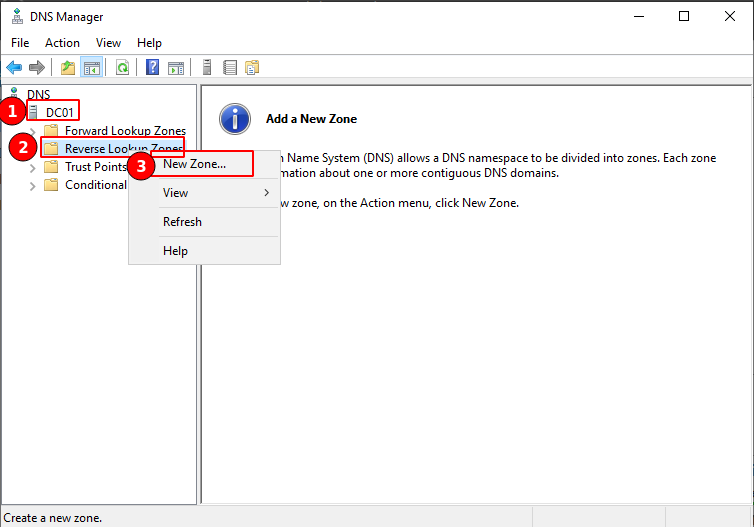 DNS Manager
File Action View Help
DNS
1 DC01
Forward Lookup Zones
2 Reverse Lookup Zones
Trust Points
Conditional
3 New Zone...
View
Refresh
Help
Add a New Zone
Name System (DNS) allows a DNS namespace to be divided into zones. Each zone
about one or more contiguous DNS domains.
zone, on the Action menu, click New Zone.
Create a new zone.